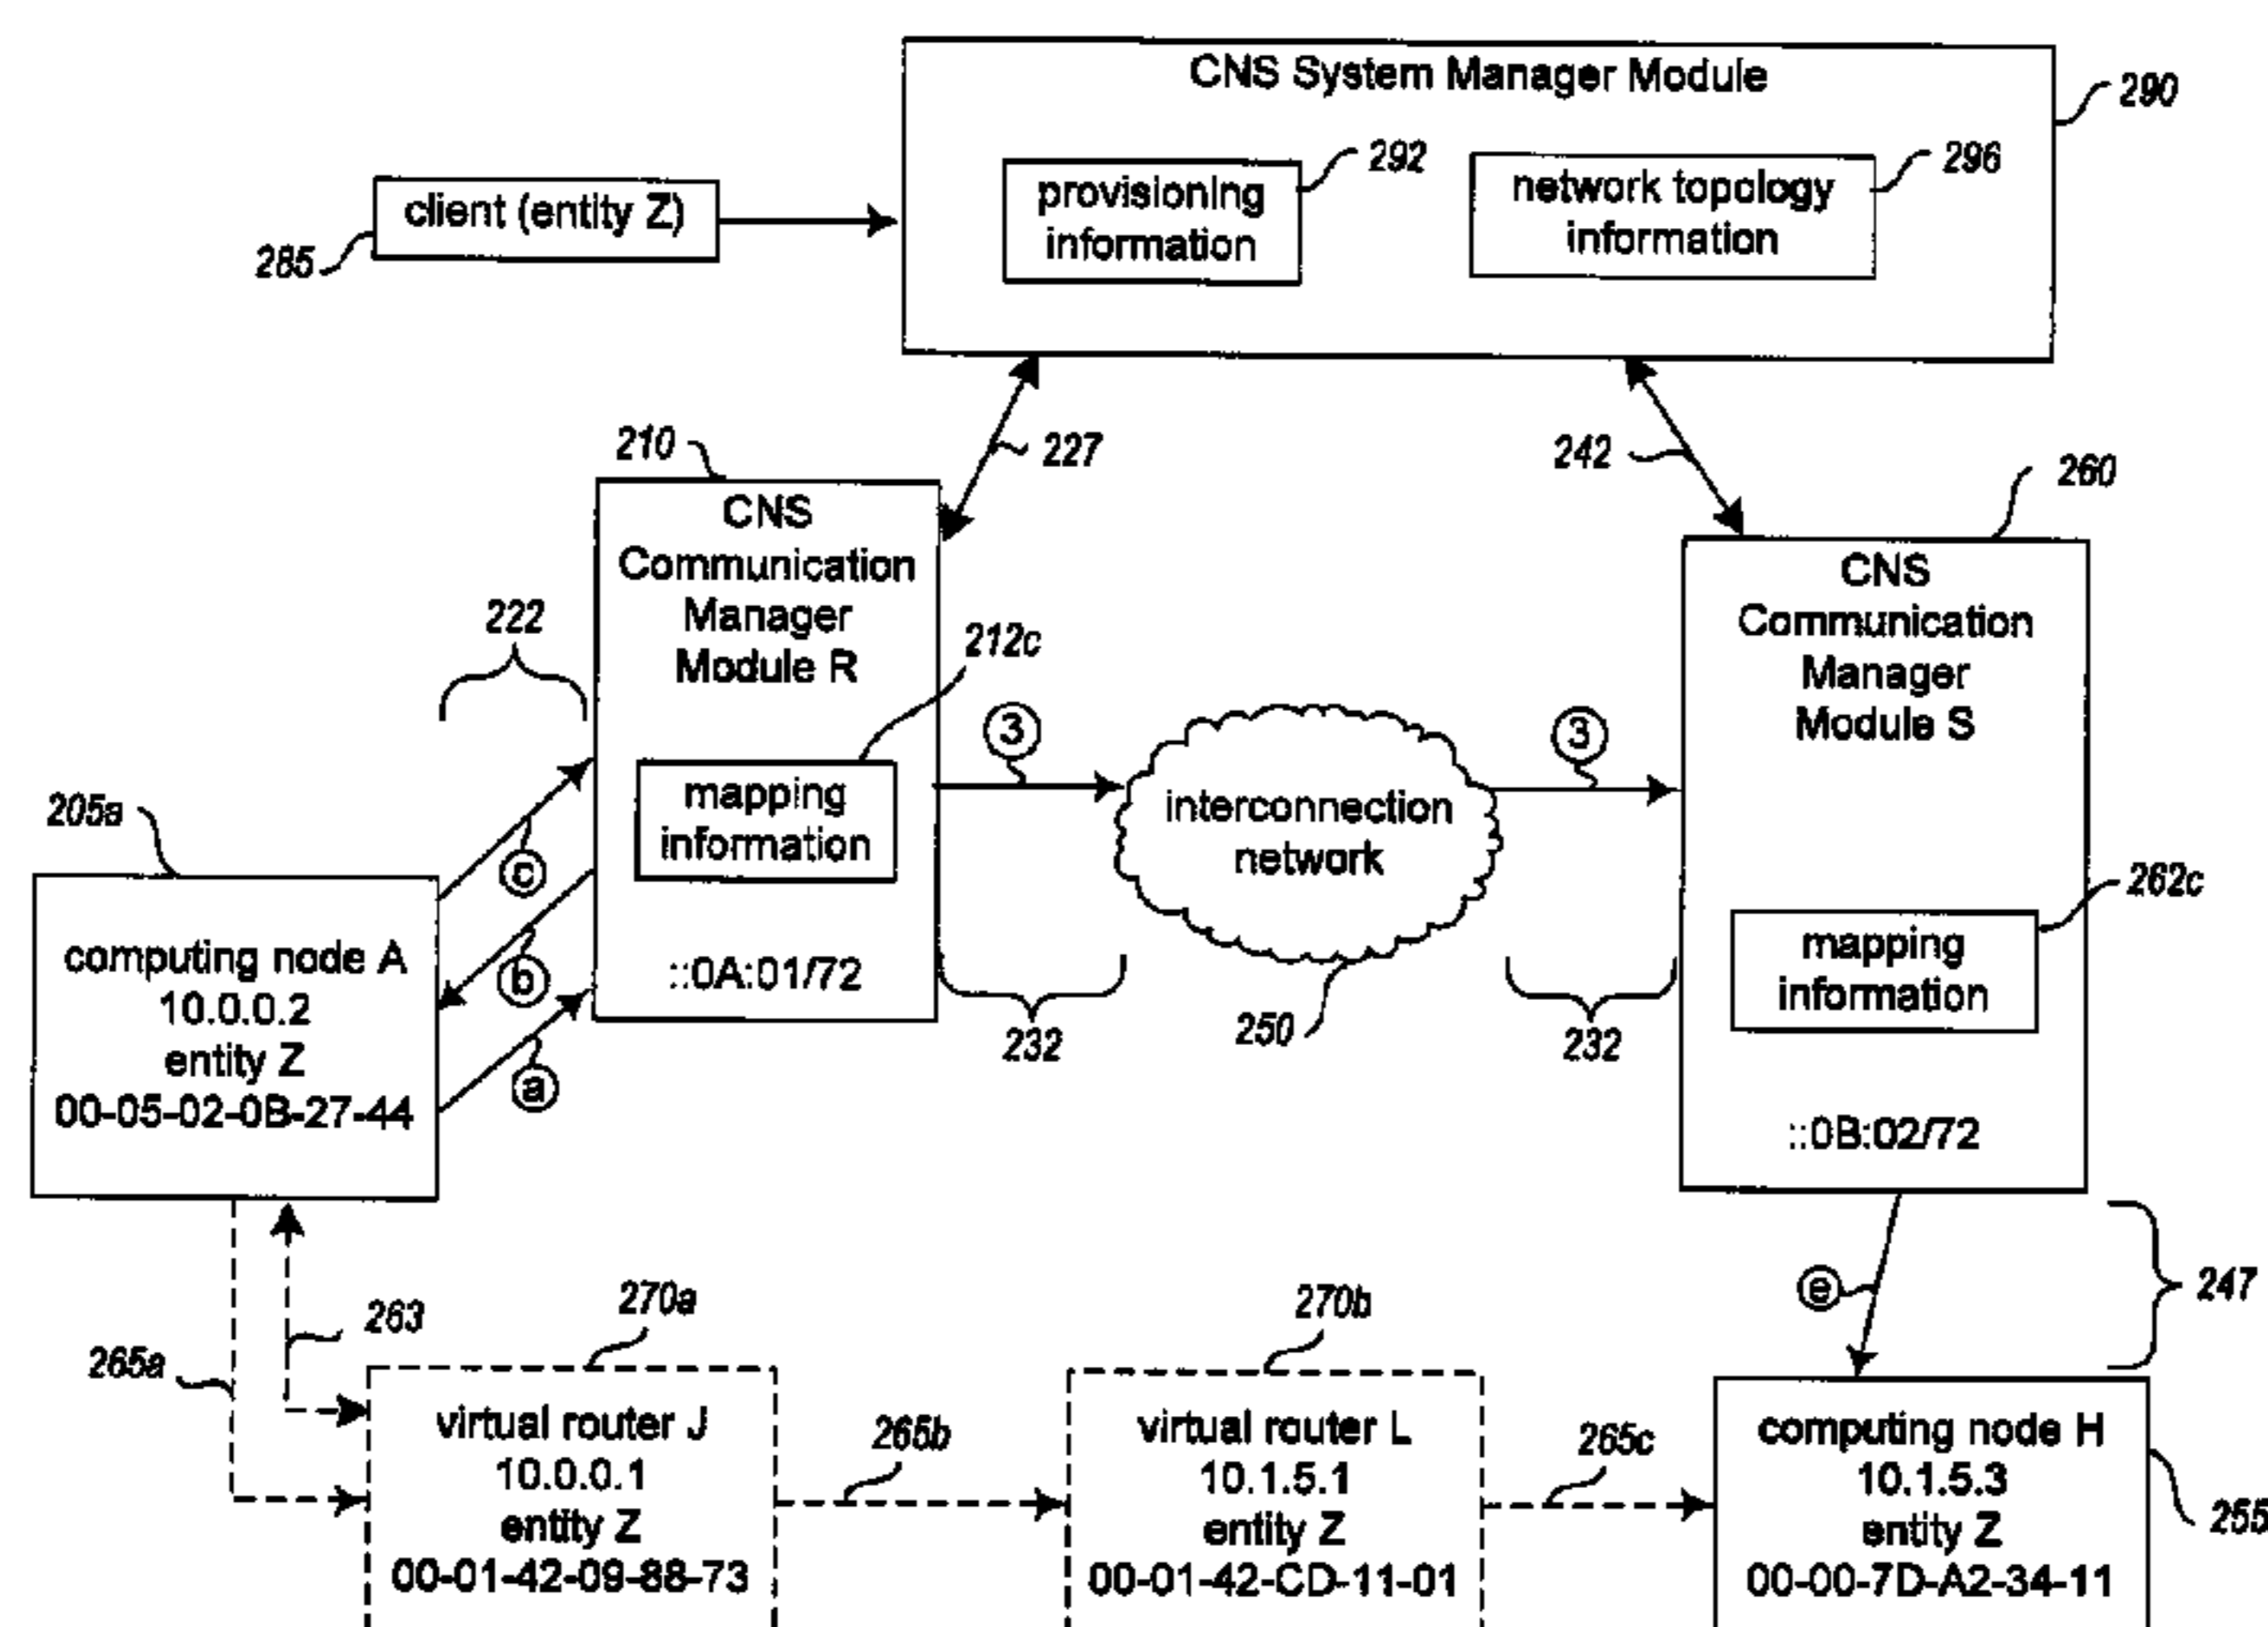 CNS System Manager Module
290
provisioning
information
292
network topology
information
296
client (entity Z)
285
227
242
210
CNS
Communication
Manager
Module R
212c
mapping
information
::0A:01/72
222
260
CNS
Communication
Manager
Module S
262c
mapping
information
::0B:02/72
3
interconnection
network
3
232
250
232
205a
computing node A
10.0.0.2
entity Z
00-05-02-0B-27-44
c
b
a
e
247
263
265a
270a
virtual router J
10.0.0.1
entity Z
00-01-42-09-88-73
265b
270b
virtual router L
10.1.5.1
entity Z
00-01-42-CD-11-01
265c
computing node H
10.1.5.3
entity Z
00-00-7D-A2-34-11
255